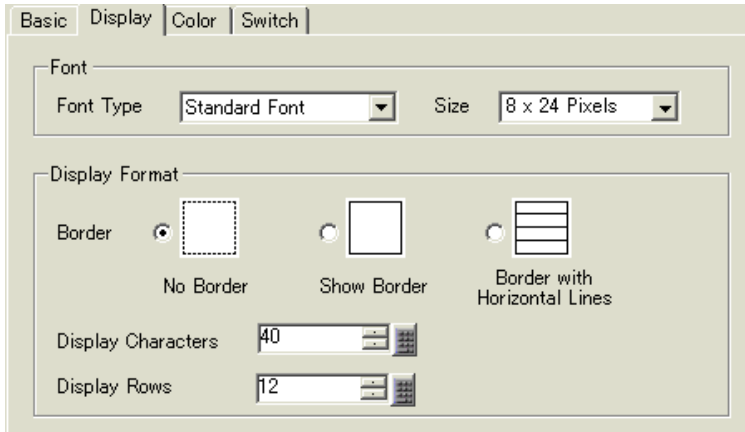 Basic Display Color Switch
Font
Font Type Standard Font Size 8 x 24 Pixels
Display Format
Border
No Border Show Border Border with
Horizontal Lines
Display Characters 40
Display Rows 12